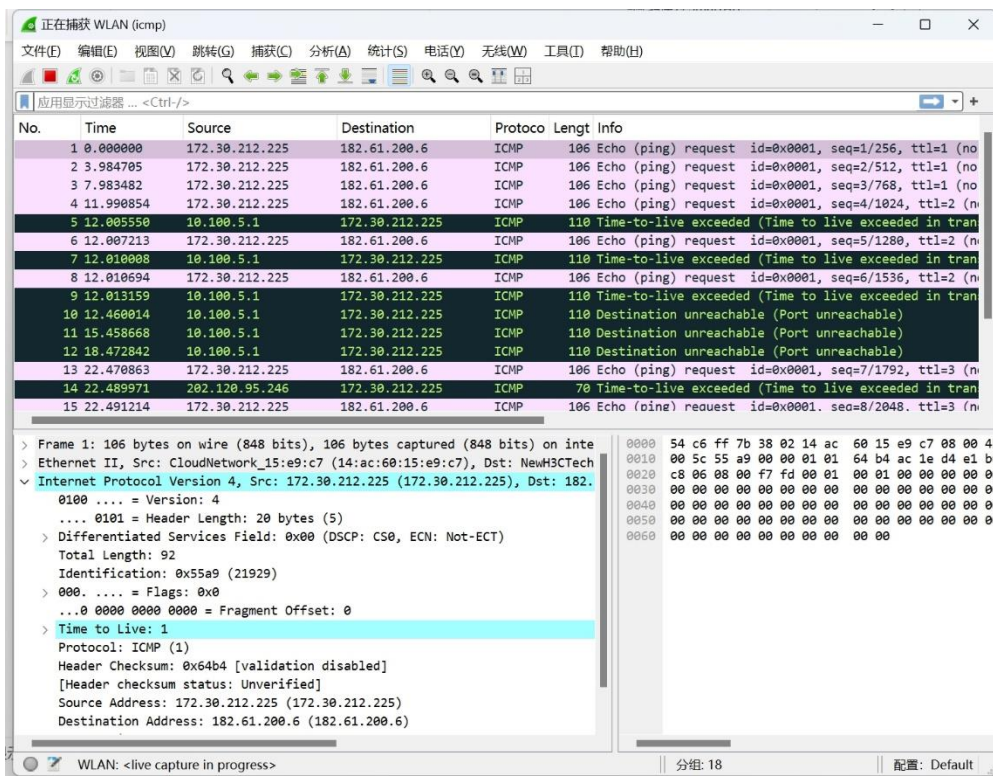 正在捕获 WLAN (icmp)
文件(F) 编辑(E) 视图(V) 跳转(G) 捕获(C) 分析(A) 统计(S) 电话(Y) 无线(W) 工具(T) 帮助(H)
应用显示过滤器 … <Ctrl-/>
No. Time Source Destination Protoco Lengt Info
1 0.000000 172.30.212.225 182.61.200.6 ICMP 106 Echo (ping) request id=0x0001, seq=1/256, ttl=1 (no
2 3.984705 172.30.212.225 182.61.200.6 ICMP 106 Echo (ping) request id=0x0001, seq=2/512, ttl=1 (no
3 7.983482 172.30.212.225 182.61.200.6 ICMP 106 Echo (ping) request id=0x0001, seq=3/768, ttl=1 (no
4 11.990854 172.30.212.225 182.61.200.6 ICMP 106 Echo (ping) request id=0x0001, seq=4/1024, ttl=2 (n
5 12.005550 10.100.5.1 172.30.212.225 ICMP 110 Time-to-live exceeded (Time to live exceeded in tran
6 12.007213 172.30.212.225 182.61.200.6 ICMP 106 Echo (ping) request id=0x0001, seq=5/1280, ttl=2 (n
7 12.010008 10.100.5.1 172.30.212.225 ICMP 110 Time-to-live exceeded (Time to live exceeded in tran
8 12.010694 172.30.212.225 182.61.200.6 ICMP 106 Echo (ping) request id=0x0001, seq=6/1536, ttl=2 (n
9 12.013159 10.100.5.1 172.30.212.225 ICMP 110 Time-to-live exceeded (Time to live exceeded in tran
10 12.460014 10.100.5.1 172.30.212.225 ICMP 110 Destination unreachable (Port unreachable)
11 15.458668 10.100.5.1 172.30.212.225 ICMP 110 Destination unreachable (Port unreachable)
12 18.472842 10.100.5.1 172.30.212.225 ICMP 110 Destination unreachable (Port unreachable)
13 22.470863 172.30.212.225 182.61.200.6 ICMP 106 Echo (ping) request id=0x0001, seq=7/1792, ttl=3 (n
14 22.489971 202.120.95.246 172.30.212.225 ICMP 70 Time-to-live exceeded (Time to live exceeded in tran
15 22.491214 172.30.212.225 182.61.200.6 ICMP 106 Echo (ping) request id=0x0001, seq=8/2048, ttl=3 (n
Frame 1: 106 bytes on wire (848 bits), 106 bytes captured (848 bits) on inte
Ethernet II, Src: CloudNetwork_15:e9:c7 (14:ac:60:15:e9:c7), Dst: NewH3CTech
Internet Protocol Version 4, Src: 172.30.212.225 (172.30.212.225), Dst: 182.
0100 .... = Version: 4
.... 0101 = Header Length: 20 bytes (5)
Differentiated Services Field: 0x00 (DSCP: CS0, ECN: Not-ECT)
Total Length: 92
Identification: 0x55a9 (21929)
000. .... = Flags: 0x0
...0 0000 0000 0000 = Fragment Offset: 0
Time to Live: 1
Protocol: ICMP (1)
Header Checksum: 0x64b4 [validation disabled]
[Header checksum status: Unverified]
Source Address: 172.30.212.225 (172.30.212.225)
Destination Address: 182.61.200.6 (182.61.200.6)
0000 54 c6 ff 7b 38 02 14 ac 60 15 e9 c7 08 00 4
0010 00 5c 55 a9 00 00 01 01 64 b4 ac 1e d4 e1 b
0020 c8 06 08 00 f7 fd 00 01 00 01 00 00 00 00 0
0030 00 00 00 00 00 00 00 00 00 00 00 00 00 00 0
0040 00 00 00 00 00 00 00 00 00 00 00 00 00 00 0
0050 00 00 00 00 00 00 00 00 00 00 00 00 00 00 0
0060 00 00 00 00 00 00 00 00 00 00
WLAN: <live capture in progress>
分组: 18
配置: Default